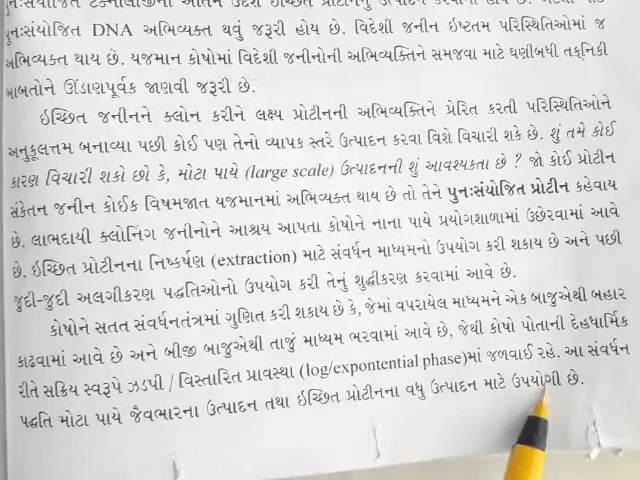 પુનઃસંયોજિત DNA અભિવ્યક્ત થવું જરૂરી હોય છે. વિદેશી જનીન ઇષ્ટતમ પરિસ્થિતિઓમાં જ
અભિવ્યક્ત થાય છે. યજમાન કોષોમાં વિદેશી જનીનોની અભિવ્યક્તિને સમજવા માટે ઘણીબધી તક્નિકી
બાબતોને ઊંડાણપૂર્વક જાણવી જરૂરી છે.
ઇચ્છિત જનીનને ક્લોન કરીને લક્ષ્ય પ્રોટીનની અભિવ્યક્તિને પ્રેરિત કરતી પરિસ્થિતિઓને
અનુકૂલત્તમ બનાવ્યા પછી કોઈ પણ તેનો વ્યાપક સ્તરે ઉત્પાદન કરવા વિશે વિચારી શકે છે. શું તમે કોઈ
કારણ વિચારી શકો છો કે, મોટા પાયે (large scale) ઉત્પાદનની શું આવશ્યકતા છે ? જો કોઈ પ્રોટીન
સંકેતન જનીન કોઈક વિષમજાત યજમાનમાં અભિવ્યક્ત થાય છે તો તેને પુનઃસંયોજિત પ્રોટીન કહેવાય
છે. લાભદાયી ક્લોનિંગ જનીનોને આશ્રય આપતા કોષોને નાના પાયે પ્રયોગશાળામાં ઉછેરવામાં આવે
છે. ઇચ્છિત પ્રોટીનના નિષ્કર્ષણ (extraction) માટે સંવર્ધન માધ્યમનો ઉપયોગ કરી શકાય છે અને પછી
જુદી-જુદી અલગીકરણ પદ્ધતિઓનો ઉપયોગ કરી તેનું શુદ્ધીકરણ કરવામાં આવે છે.
કોષોને સતત સંવર્ધનતંત્રમાં ગુણિત કરી શકાય છે કે, જેમાં વપરાયેલ માધ્યમને એક બાજુએથી બહાર
કાઢવામાં આવે છે અને બીજી બાજુએથી તાજું માધ્યમ ભરવામાં આવે છે, જેથી કોષો પોતાની દેહધાર્મિક
રીતે સક્રિય સ્વરૂપે ઝડપી / વિસ્તારિત પ્રાવસ્થા (log/expontential phase)માં જળવાઈ રહે. આ સંવર્ધન
પદ્ધતિ મોટા પાયે જૈવભારના ઉત્પાદન તથા ઇચ્છિત પ્રોટીનના વધુ ઉત્પાદન માટે ઉપયોગી છે.